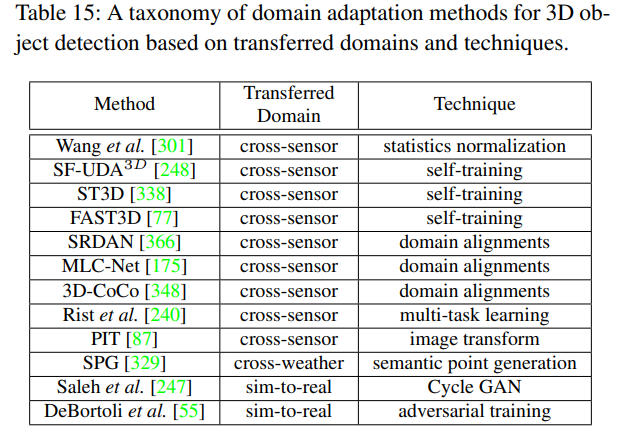 Table 15: A taxonomy of domain adaptation methods for 3D ob-
ject detection based on transferred domains and techniques.
Method Transferred Domain Technique
Wang et al. [301] cross-sensor statistics normalization
SF-UDA3D [248] cross-sensor self-training
ST3D [338] cross-sensor self-training
FAST3D [77] cross-sensor self-training
SRDAN [366] cross-sensor domain alignments
MLC-Net [175] cross-sensor domain alignments
3D-CoCo [348] cross-sensor domain alignments
Rist et al. [240] cross-sensor multi-task learning
PIT [87] cross-sensor image transform
SPG [329] cross-weather semantic point generation
Saleh et al. [247] sim-to-real Cycle GAN
DeBortoli et al. [55] sim-to-real adversarial training